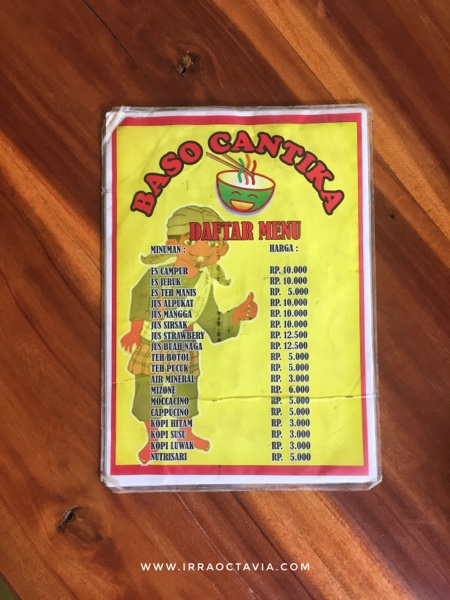 BASO CANTIKA
DAFTAR MENU
MINUMAN : HARGA :
ES CAMPUR RP. 10.000
ES JERUK RP. 10.000
ES TEH MANIS RP. 5.000
JUS ALPUKAT RP. 10.000
JUS MANGGA RP. 10.000
JUS SIRSAK RP. 10.000
JUS STRAWBERY RP. 12.500
JUS BUAH NAGA RP. 12.500
TEH BOTOL RP. 5.000
TEH PUCUK RP. 5.000
AIR MINERAL RP. 3.000
MIZONE RP. 6.000
MOCCACINO RP. 5.000
CAPPUCINO RP. 5.000
KOPI HITAM RP. 3.000
KOPI SUSU RP. 3.000
KOPI LUWAK RP. 3.000
NUTRISARI RP. 5.000
WWW.IRRAOCTAVIA.COM